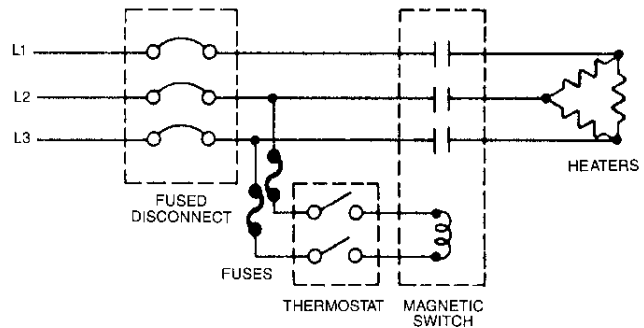 L1
L2
L3
HEATERS
FUSED
DISCONNECT
FUSES
THERMOSTAT
MAGNETIC
SWITCH